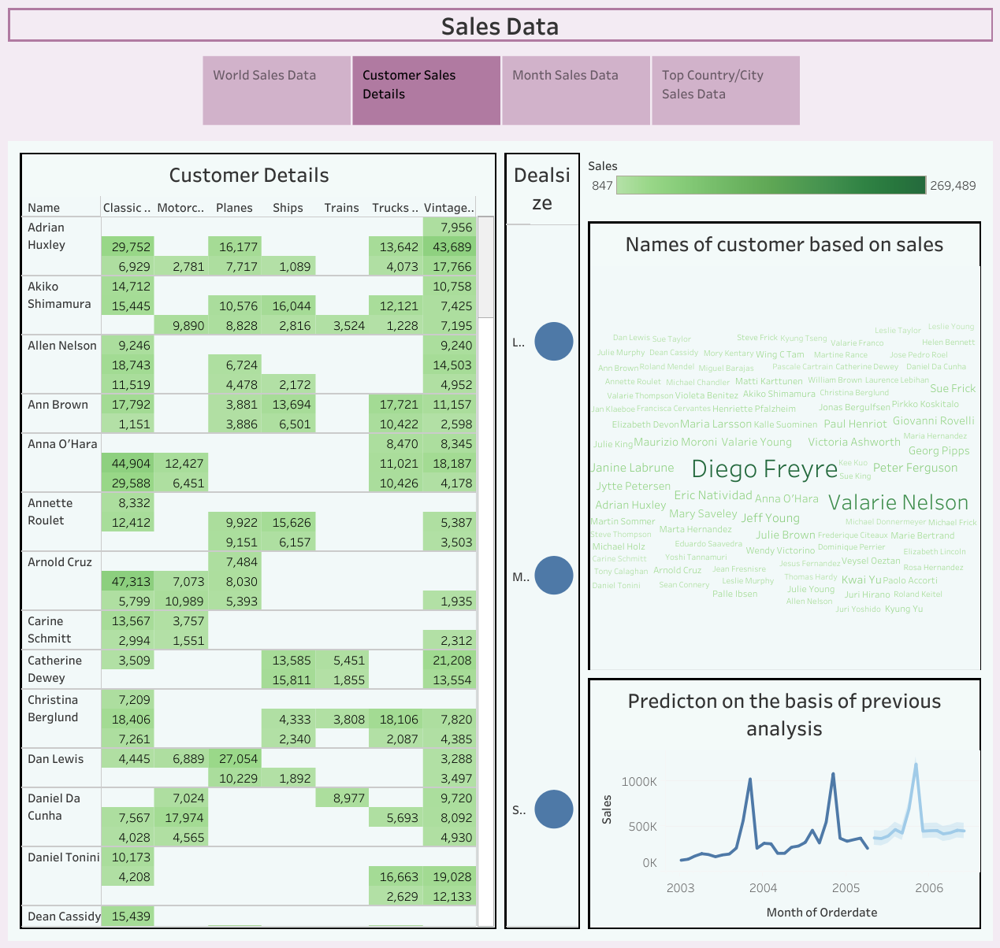 Sales Data
World Sales Data
Customer Sales
Details
Month Sales Data
Top Country/City
Sales Data
Customer Details
Name Classic .. Motorc.. Planes Ships Trains Trucks .. Vintage..
Adrian
Huxley
7,956
29,752 16,177 13,642 43,689
6,929 2,781 7,717 1,089 4,073 17,766
Akiko
Shimamura
14,712 10,758
15,445 10,576 16,044 12,121 7,425
9,890 8,828 2,816 3,524 1,228 7,195
Allen Nelson 9,246 9,240
18,743 6,724 14,503
11,519 4,478 2,172 4,952
Ann Brown 17,792 3,881 13,694 17,721 11,157
1,151 3,886 6,501 10,422 2,598
Anna O'Hara 8,470 8,345
44,904 12,427 11,021 18,187
29,588 6,451 10,426 4,178
Annette
Roulet
8,332
12,412 9,922 15,626 5,387
9,151 6,157 3,503
Arnold Cruz 7,484
47,313 7,073 8,030
5,799 10,989 5,393 1,935
Carine
Schmitt
13,567 3,757
2,994 1,551 2,312
Catherine
Dewey
3,509 13,585 5,451 21,208
15,811 1,855 13,554
Christina
Berglund
7,209
18,406 4,333 3,808 18,106 7,820
7,261 2,340 2,087 4,385
Dan Lewis 4,445 6,889 27,054 3,288
10,229 1,892 3,497
Daniel Da
Cunha
7,024 8,977 9,720
7,567 17,974 5,693 8,092
4,028 4,565 4,930
Daniel Tonini 10,173
4,208 16,663 19,028
2,629 12,133
Dean Cassidy 15,439
Dealsi
ze
L..
M..
S..
Sales
847 269,489
Names of customer based on sales
Leslie Taylor Leslie Young
Dan Lewis Sue Taylor Steve Frick Kyung Tseng Valarie Franco Helen Bennett
Julie Murphy Dean Cassidy Mory Kentary Wing C Tam Martine Rance Jose Pedro Roel
Ann Brown Roland Mendel Miguel Barajas Pascale Cartrain Catherine Dewey Daniel Da Cunha
Annette Roulet Michael Chandler Matti Karttunen William Brown Laurence Lebihan
Valarie Thompson Violeta Benitez Akiko Shimamura Christina Berglund Sue Frick
Jan Klaeboe Francisca Cervantes Henriette Pfalzheim Jonas Bergulfsen Pirkko Koskitalo
Elizabeth Devon Maria Larsson Kalle Suominen Paul Henriot Giovanni Rovelli
Julie King Maurizio Moroni Valarie Young Victoria Ashworth Maria Hernandez
Georg Pipps
Janine Labrune Diego Freyre Kee Kuo Peter Ferguson
Sue King
Jytte Petersen Eric Natividad Anna O'Hara Valarie Nelson
Adrian Huxley Mary Saveley Jeff Young
Martin Sommer Marta Hernandez Michael Donnermeyer Michael Frick
Steve Thompson Julie Brown Frederique Citeaux Marie Bertrand
Michael Holz Eduardo Saavedra Wendy Victorino Dominique Perrier Elizabeth Lincoln
Carine Schmitt Yoshi Tannamuri Jesus Fernandez Veysel Oeztan Rosa Hernandez
Tony Calaghan Arnold Cruz Jean Fresnisre Thomas Hardy Kwai Yu Paolo Accorti
Daniel Tonini Sean Connery Leslie Murphy Julie Young Juri Hirano Roland Keitel
Palle Ibsen Allen Nelson
Juri Yoshido Kyung Yu
Predicton on the basis of previous
analysis
Sales
1000K
500K
0K
2003 2004 2005 2006
Month of Orderdate